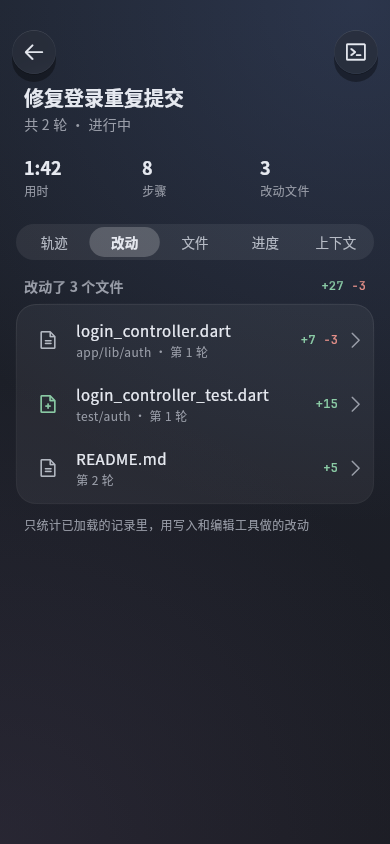 修复登录重复提交
共 2 轮 · 进行中
1:42 8 3
用时 步骤 改动文件
轨迹 改动 文件 进度 上下文
改动了 3 个文件 +27 -3
login_controller.dart +7 -3
app/lib/auth · 第 1 轮
login_controller_test.dart +15
test/auth · 第 1 轮
README.md +5
第 2 轮
只统计已加载的记录里，用写入和编辑工具做的改动